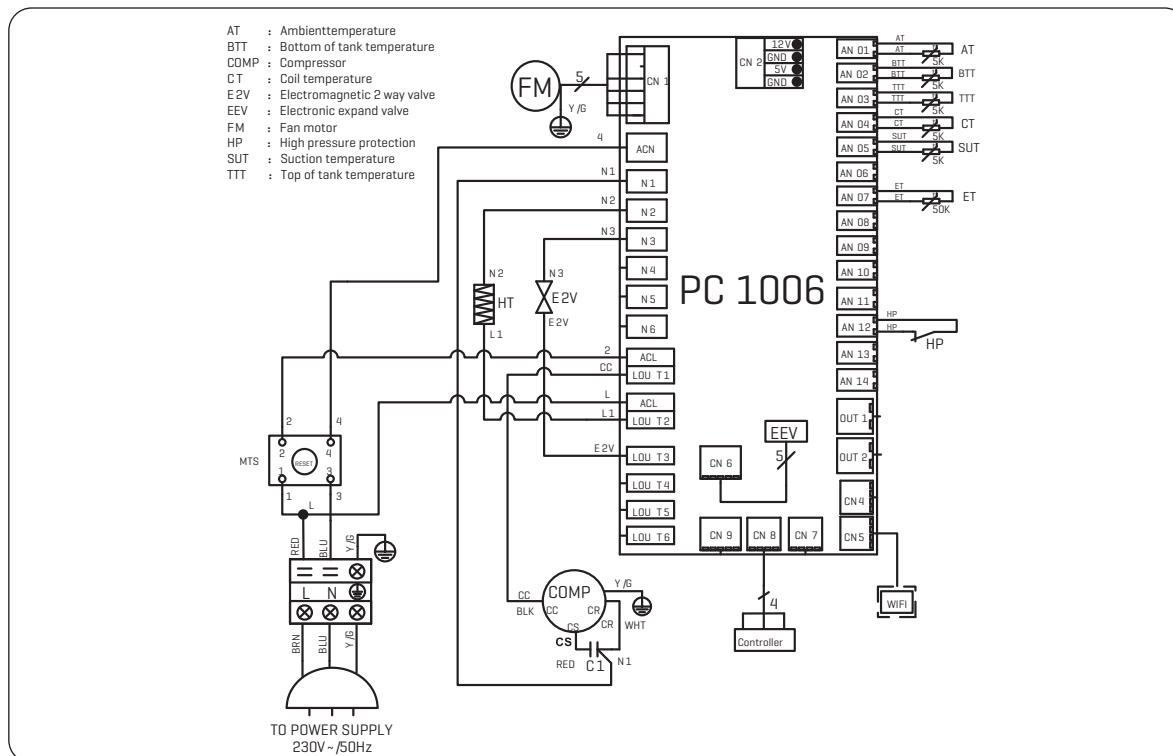 AT : Ambienttemperature
BTT : Bottom of tank temperature
COMP : Compressor
CT : Coil temperature
E2V : Electromagnetic 2 way valve
EEV : Electronic expand valve
FM : Fan motor
HP : High pressure protection
SUT : Suction temperature
TTT : Top of tank temperature
FM
5
Y/G
CN 1
CN 2
12V
GND
5V
GND
AN 01
AT
AT
5K
AT
AN 02
BTT
BTT
5K
BTT
AN 03
TTT
TTT
5K
TTT
AN 04
CT
CT
5K
CT
AN 05
SUT
SUT
5K
SUT
AN 06
AN 07
ET
ET
50K
ET
AN 08
AN 09
AN 10
AN 11
AN 12
HP
HP
HP
AN 13
AN 14
OUT 1
OUT 2
CN4
CN5
WIFI
PC 1006
4
ACN
N1
N1
N2
N2
N3
N3
N4
N5
N6
2
ACL
CC
LOU T1
L
ACL
L1
LOU T2
E2V
LOU T3
LOU T4
LOU T5
LOU T6
N2
HT
L1
N3
E2V
E2V
EEV
5
CN 6
CN 9
CN 8
CN 7
4
Controller
2
4
MTS
2
RESET
4
1
3
1
L
3
RED
BLU
Y/G
L
N
BRN
BLU
Y/G
TO POWER SUPPLY
230V~/50Hz
CC
BLK
COMP
CC
CR
CS
Y/G
WHT
CR
CS
RED
C1
N1